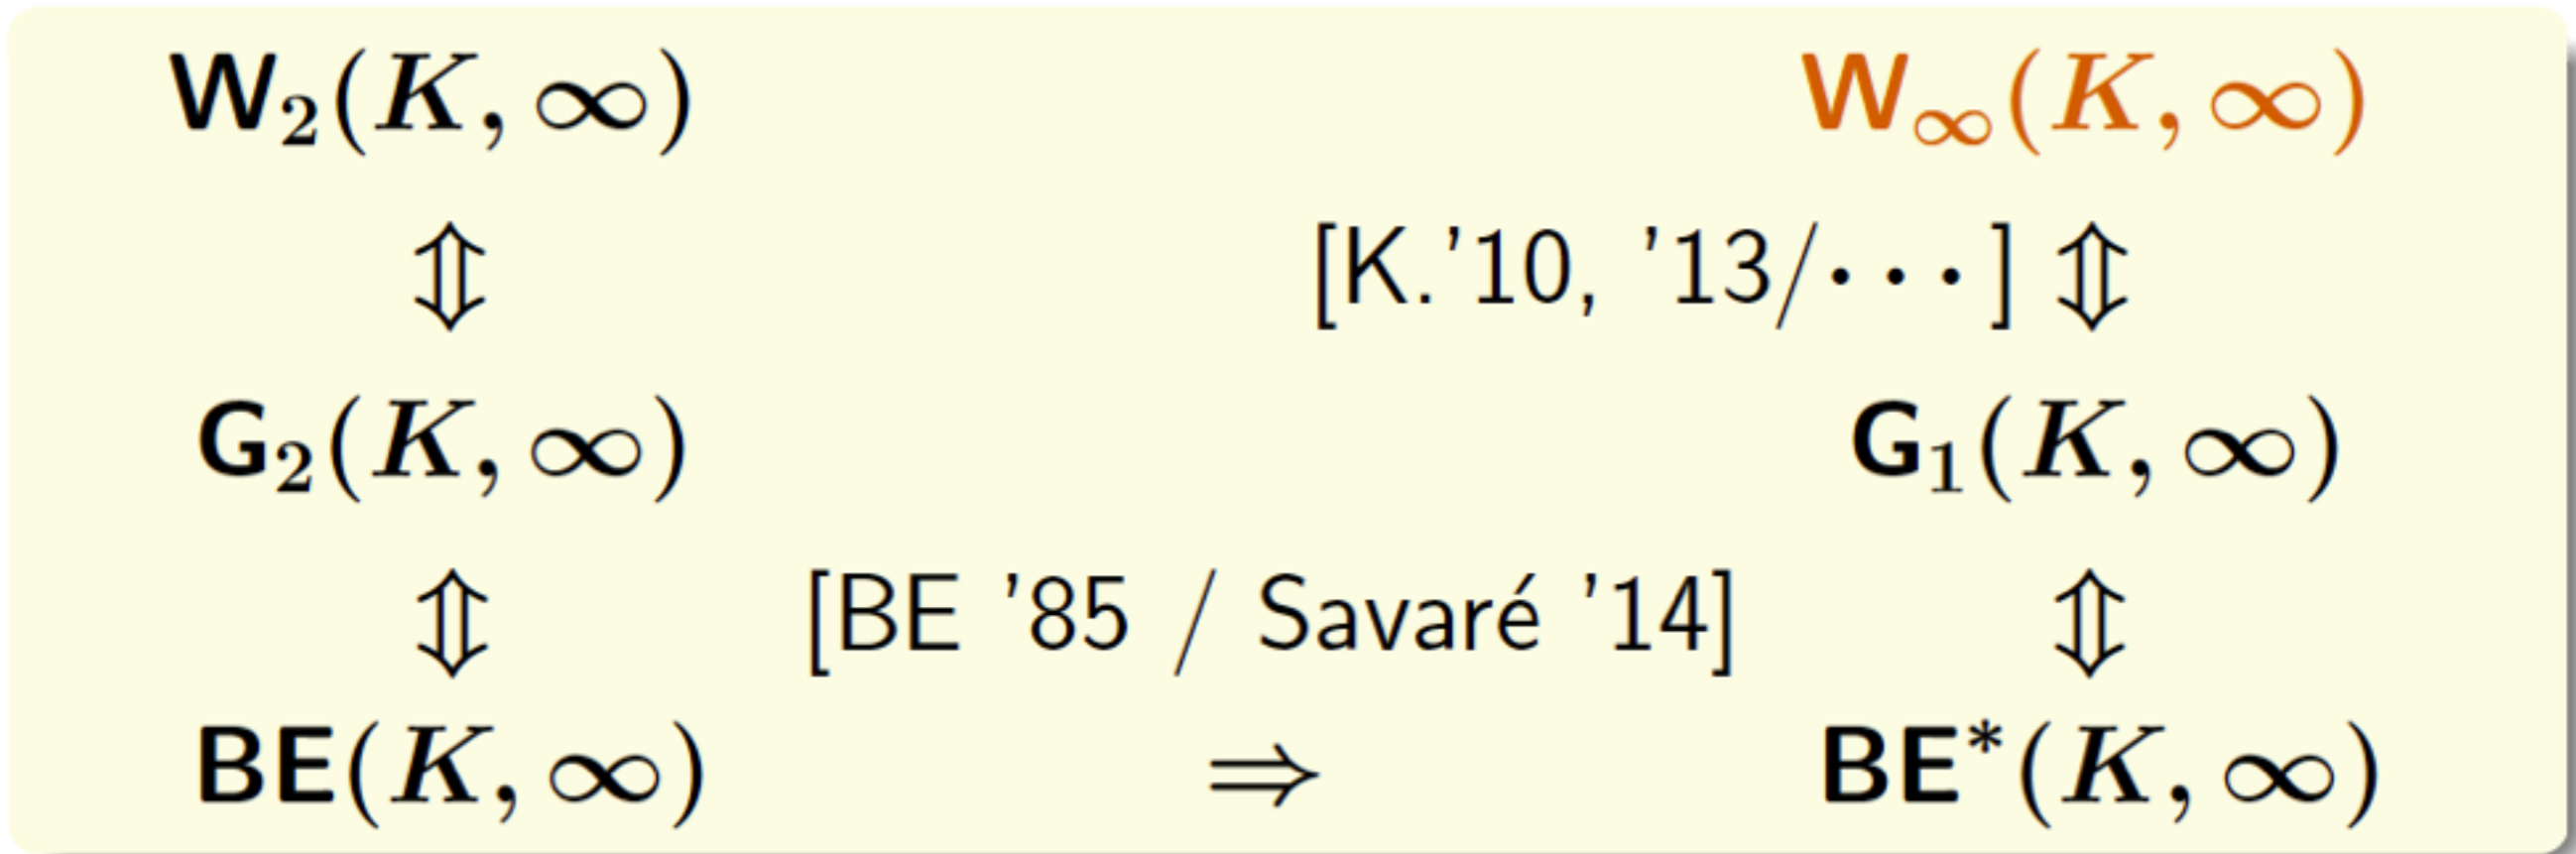 W₂(K, ∞) W∞(K, ∞)
⇕ [K.'10, '13/⋯] ⇕
G₂(K, ∞) G₁(K, ∞)
⇕ [BE '85 / Savaré '14] ⇕
BE(K, ∞) ⇒ BE*(K, ∞)